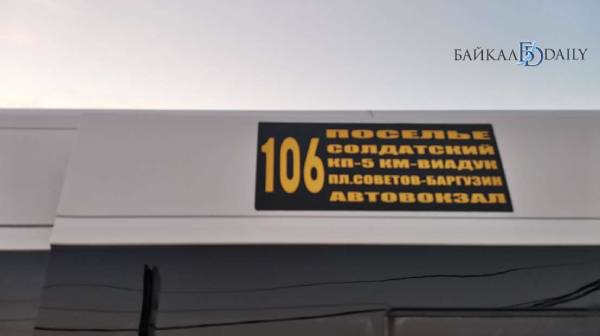 БАЙКАЛ DAILY
106
ПОСЕЛЬЕ
СОЛДАТСКИЙ
КП-5 КМ-ВИАДУК
ПЛ.СОВЕТОВ-БАРГУЗИН
АВТОВОКЗАЛ